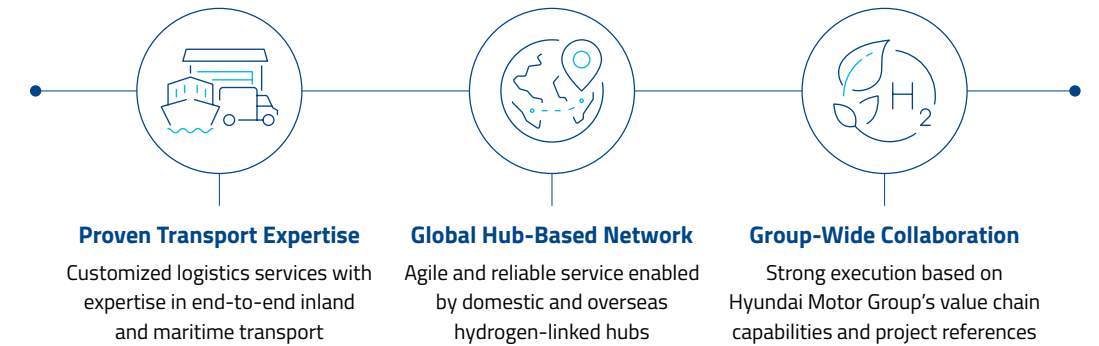 H2
Proven Transport Expertise
Customized logistics services with
expertise in end-to-end inland
and maritime transport
Global Hub-Based Network
Agile and reliable service enabled
by domestic and overseas
hydrogen-linked hubs
Group-Wide Collaboration
Strong execution based on
Hyundai Motor Group’s value chain
capabilities and project references